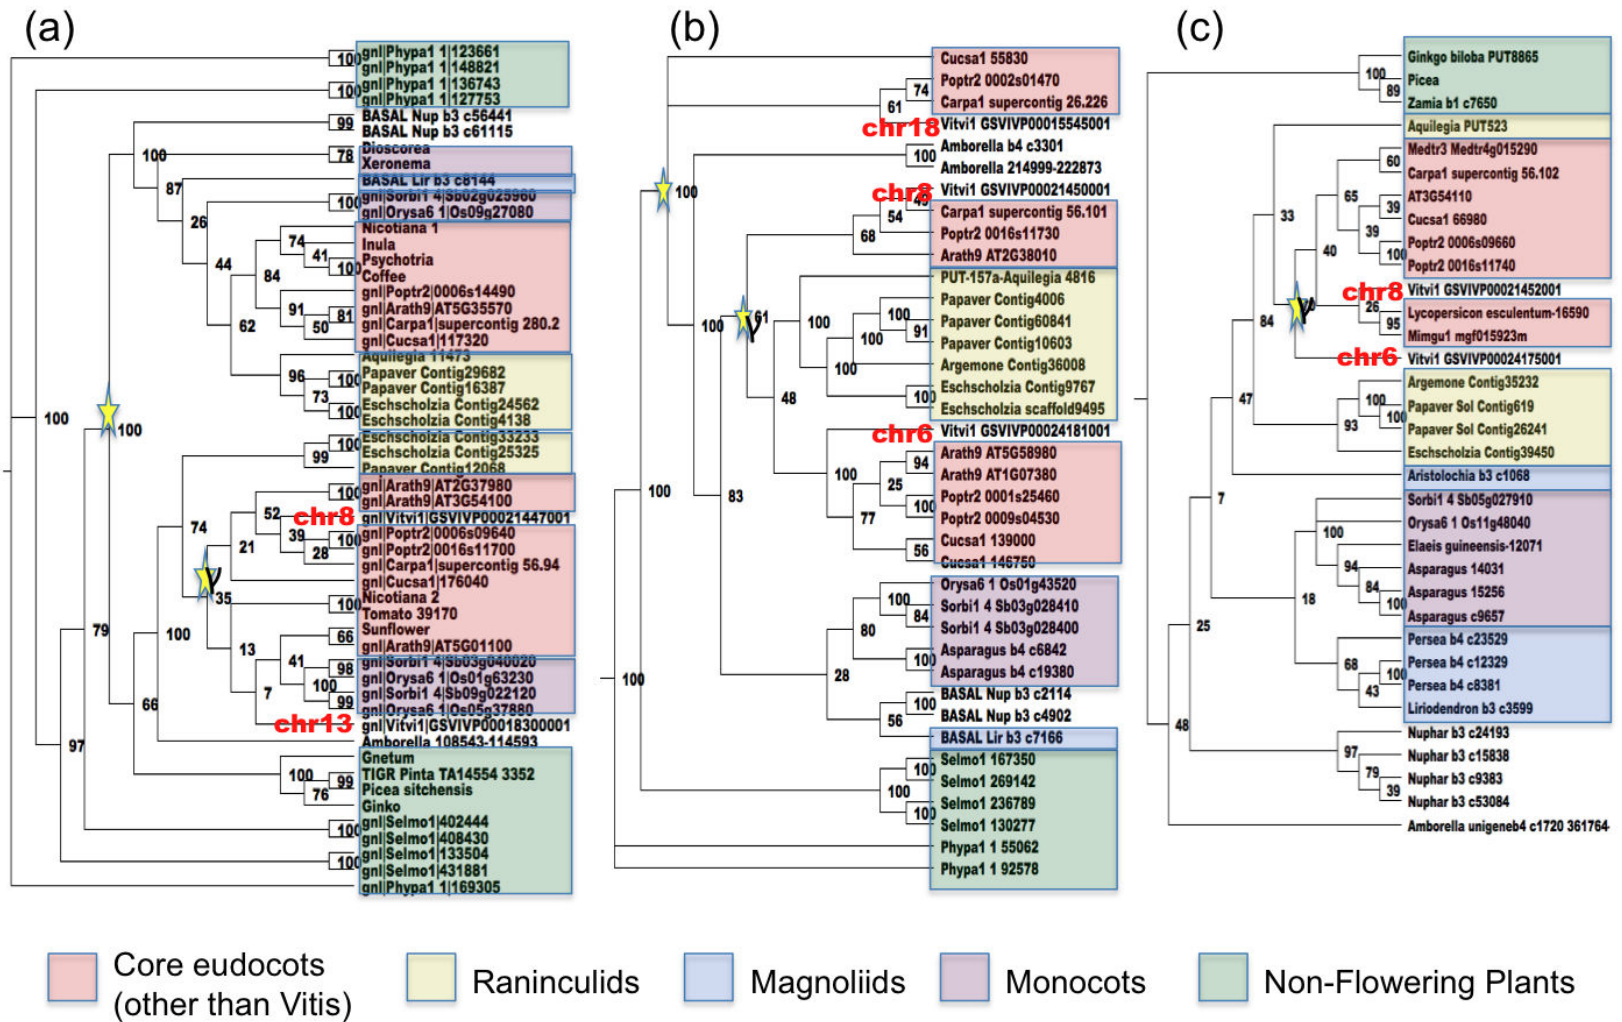 (a)
gnl|Phypa1 1|123661
gnl|Phypa1 1|148821
gnl|Phypa1 1|136743
gnl|Phypa1 1|127753
BASAL Nup b3 c56441
BASAL Nup b3 c61115
Dioscorea
Xeronema
BASAL Lir b3 c8144
gnl|Sorbi1 4|Sb02g025960
gnl|Orysa6 1|Os09g27080
Nicotiana 1
Inula
Psychotria
Coffee
gnl|Poptr2|0006s14490
gnl|Arath9|AT5G35570
gnl|Carpa1|supercontig 280.2
gnl|Cucsa1|117320
Aquilegia 11473
Papaver Contig29682
Papaver Contig16387
Eschscholzia Contig24562
Eschscholzia Contig4138
Eschscholzia Contig33233
Eschscholzia Contig25325
Papaver Contig12068
gnl|Arath9|AT2G37980
gnl|Arath9|AT3G54100
chr8 gnl|Vitvi1|GSVIVP00021447001
gnl|Poptr2|0006s09640
gnl|Poptr2|0016s11700
gnl|Carpa1|supercontig 56.94
gnl|Cucsa1|176040
Nicotiana 2
Tomato 39170
Sunflower
gnl|Arath9|AT5G01100
gnl|Sorbi1 4|Sb03g040020
gnl|Orysa6 1|Os01g63230
gnl|Sorbi1 4|Sb09g022120
gnl|Orysa6 1|Os05g37880
chr13 gnl|Vitvi1|GSVIVP00018300001
Amborella 108543-114593
Gnetum
TIGR Pinta TA14554 3352
Picea sitchensis
Ginko
gnl|Selmo1|402444
gnl|Selmo1|408430
gnl|Selmo1|133504
gnl|Selmo1|431881
gnl|Phypa1 1|169305
100
100
99
78
100
87
100
26
74
41
100
44
84
91
81
50
62
96
100
73
100
100
100
100
99
100
52
74
39
100
28
21
35
100
66
13
41
98
100
99
7
79
100
66
97
100
99
76
100
100
(b)
Cucsa1 55830
Poptr2 0002s01470
Carpa1 supercontig 26.226
chr18 Vitvi1 GSVIVP00015545001
Amborella b4 c3301
Amborella 214999-222873
chr8 Vitvi1 GSVIVP00021450001
Carpa1 supercontig 56.101
Poptr2 0016s11730
Arath9 AT2G38010
PUT-157a-Aquilegia 4816
Papaver Contig4006
Papaver Contig60841
Papaver Contig10603
Argemone Contig36008
Eschscholzia Contig9767
Eschscholzia scaffold9495
chr6 Vitvi1 GSVIVP00024181001
Arath9 AT5G58980
Arath9 AT1G07380
Poptr2 0001s25460
Poptr2 0009s04530
Cucsa1 139000
Cucsa1 146750
Orysa6 1 Os01g43520
Sorbi1 4 Sb03g028410
Sorbi1 4 Sb03g028400
Asparagus b4 c6842
Asparagus b4 c19380
BASAL Nup b3 c2114
BASAL Nup b3 c4902
BASAL Lir b3 c7166
Selmo1 167350
Selmo1 269142
Selmo1 236789
Selmo1 130277
Phypa1 1 55062
Phypa1 1 92578
74
61
100
100
54
68
100
61
100
100
91
100
100
100
48
94
100
25
100
77
56
83
100
100
84
80
100
28
100
56
100
100
100
100
(c)
Ginkgo biloba PUT8865
Picea
Zamia b1 c7650
Aquilegia PUT523
Medtr3 Medtr4g015290
Carpa1 supercontig 56.102
AT3G54110
Cucsa1 66980
Poptr2 0006s09660
Poptr2 0016s11740
chr8 Vitvi1 GSVIVP00021452001
Lycopersicon esculentum-16590
Mimgu1 mgf015923m
chr6 Vitvi1 GSVIVP00024175001
Argemone Contig35232
Papaver Sol Contig619
Papaver Sol Contig26241
Eschscholzia Contig39450
Aristolochia b3 c1068
Sorbi1 4 Sb05g027910
Orysa6 1 Os11g48040
Elaeis guineensis-12071
Asparagus 14031
Asparagus 15256
Asparagus c9657
Persea b4 c23529
Persea b4 c12329
Persea b4 c8381
Liriodendron b3 c3599
Nuphar b3 c24193
Nuphar b3 c15838
Nuphar b3 c9383
Nuphar b3 c53084
Amborella unigeneb4 c1720 361764
100
89
60
65
39
33
39
40
100
26
95
84
47
100
100
93
7
100
94
84
100
18
25
68
100
43
48
97
79
39
Core eudocots
(other than Vitis)
Raninculids
Magnoliids
Monocots
Non-Flowering Plants